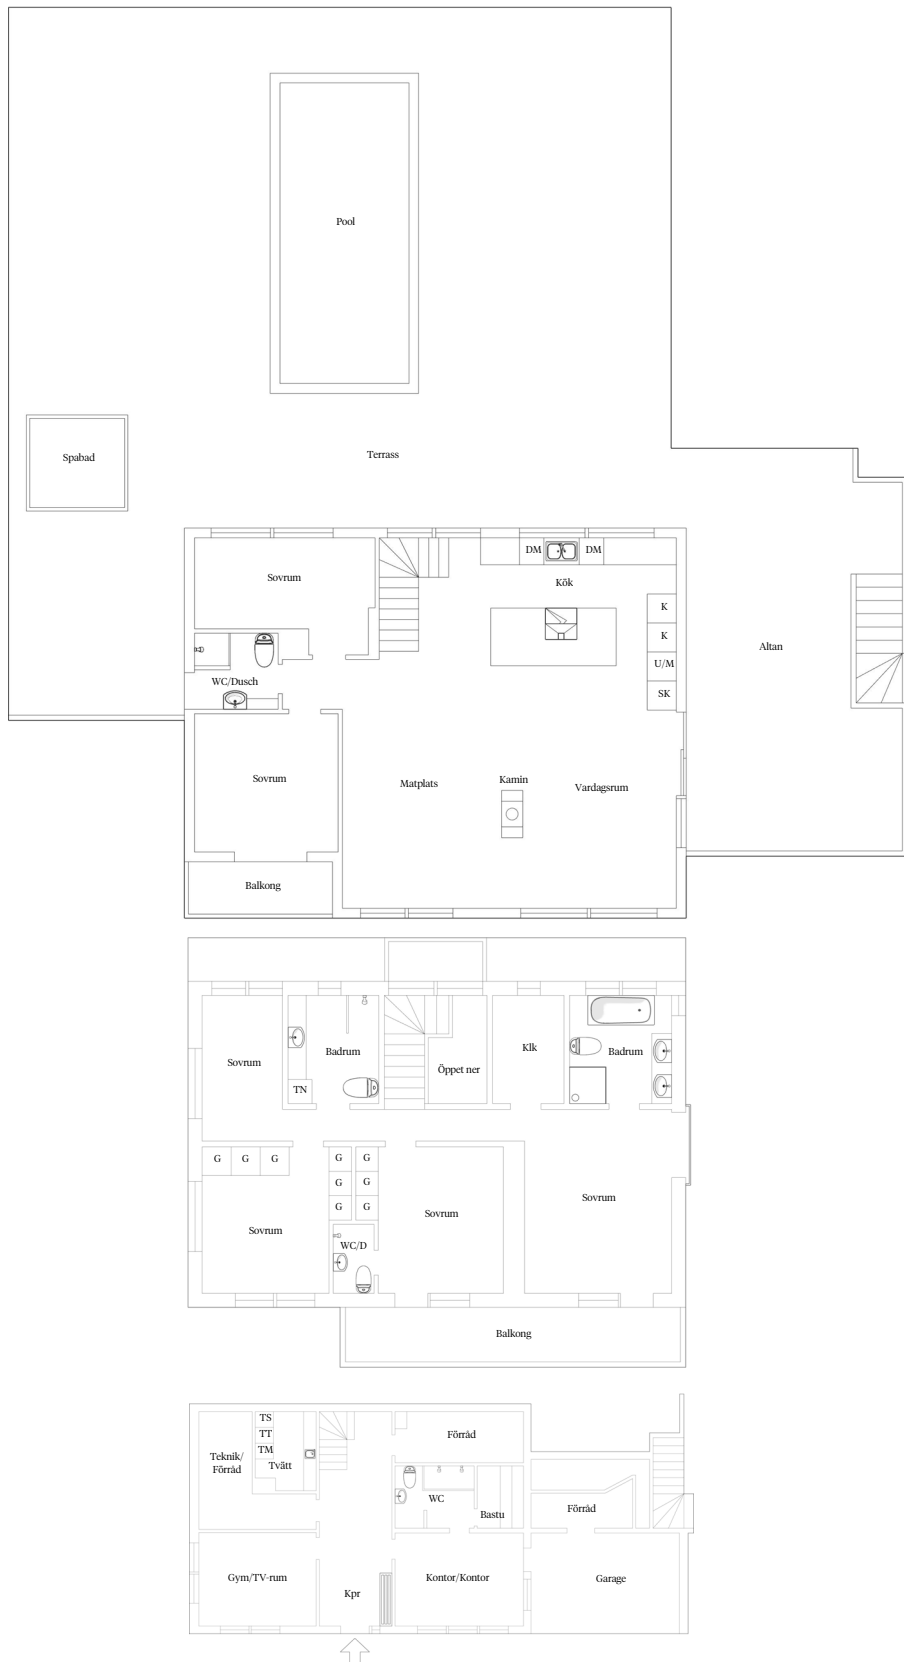 Pool
Spabad
Terrass
DM
DM
Sovrum
Kök
K
K
U/M
SK
Altan
WC/Dusch
Sovrum
Matplats
Kamin
Vardagsrum
Balkong
Sovrum
Badrum
TN
Öppet ner
Klk
Badrum
G
G
G
G
G
G
G
G
G
Sovrum
WC/D
Sovrum
Sovrum
Balkong
TS
TT
TM
Tvätt
Teknik/
Förråd
Förråd
WC
Bastu
Förråd
Gym/TV-rum
Kpr
Kontor/Kontor
Garage